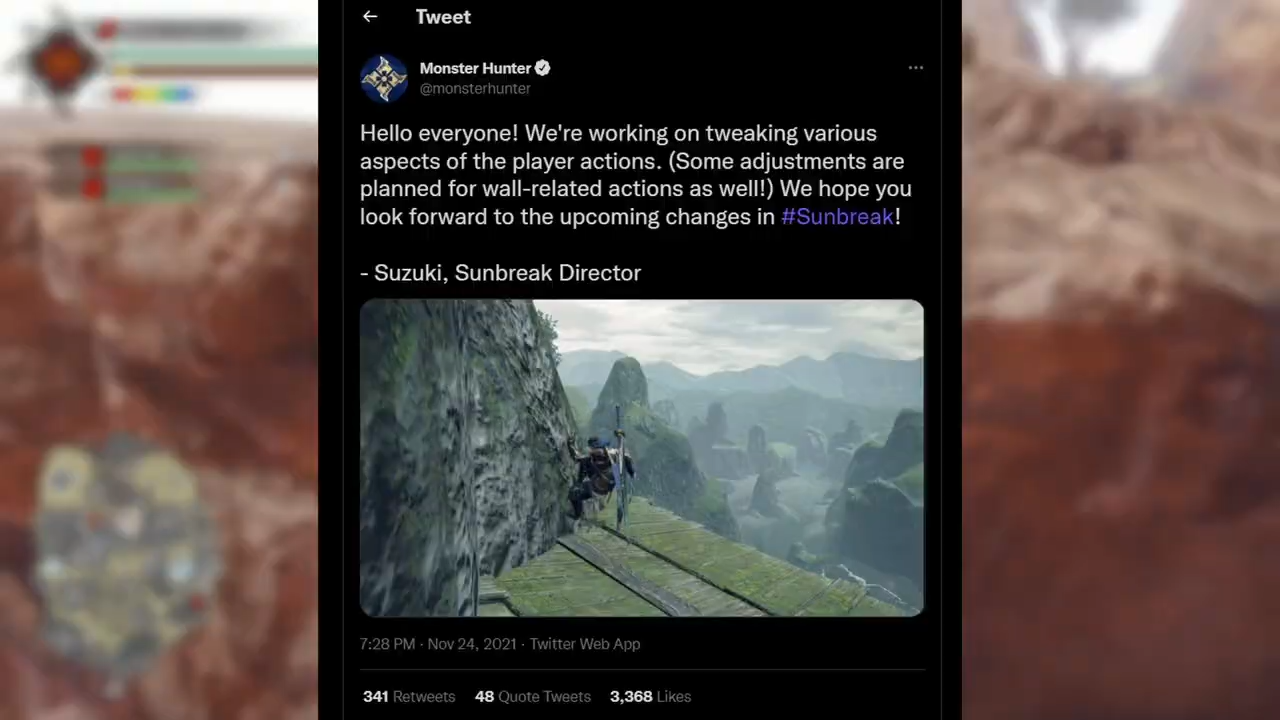 Tweet
Monster Hunter
@monsterhunter
Hello everyone! We're working on tweaking various
aspects of the player actions. (Some adjustments are
planned for wall-related actions as well!) We hope you
look forward to the upcoming changes in #Sunbreak!
- Suzuki, Sunbreak Director
7:28 PM · Nov 24, 2021 · Twitter Web App
341 Retweets 48 Quote Tweets 3,368 Likes